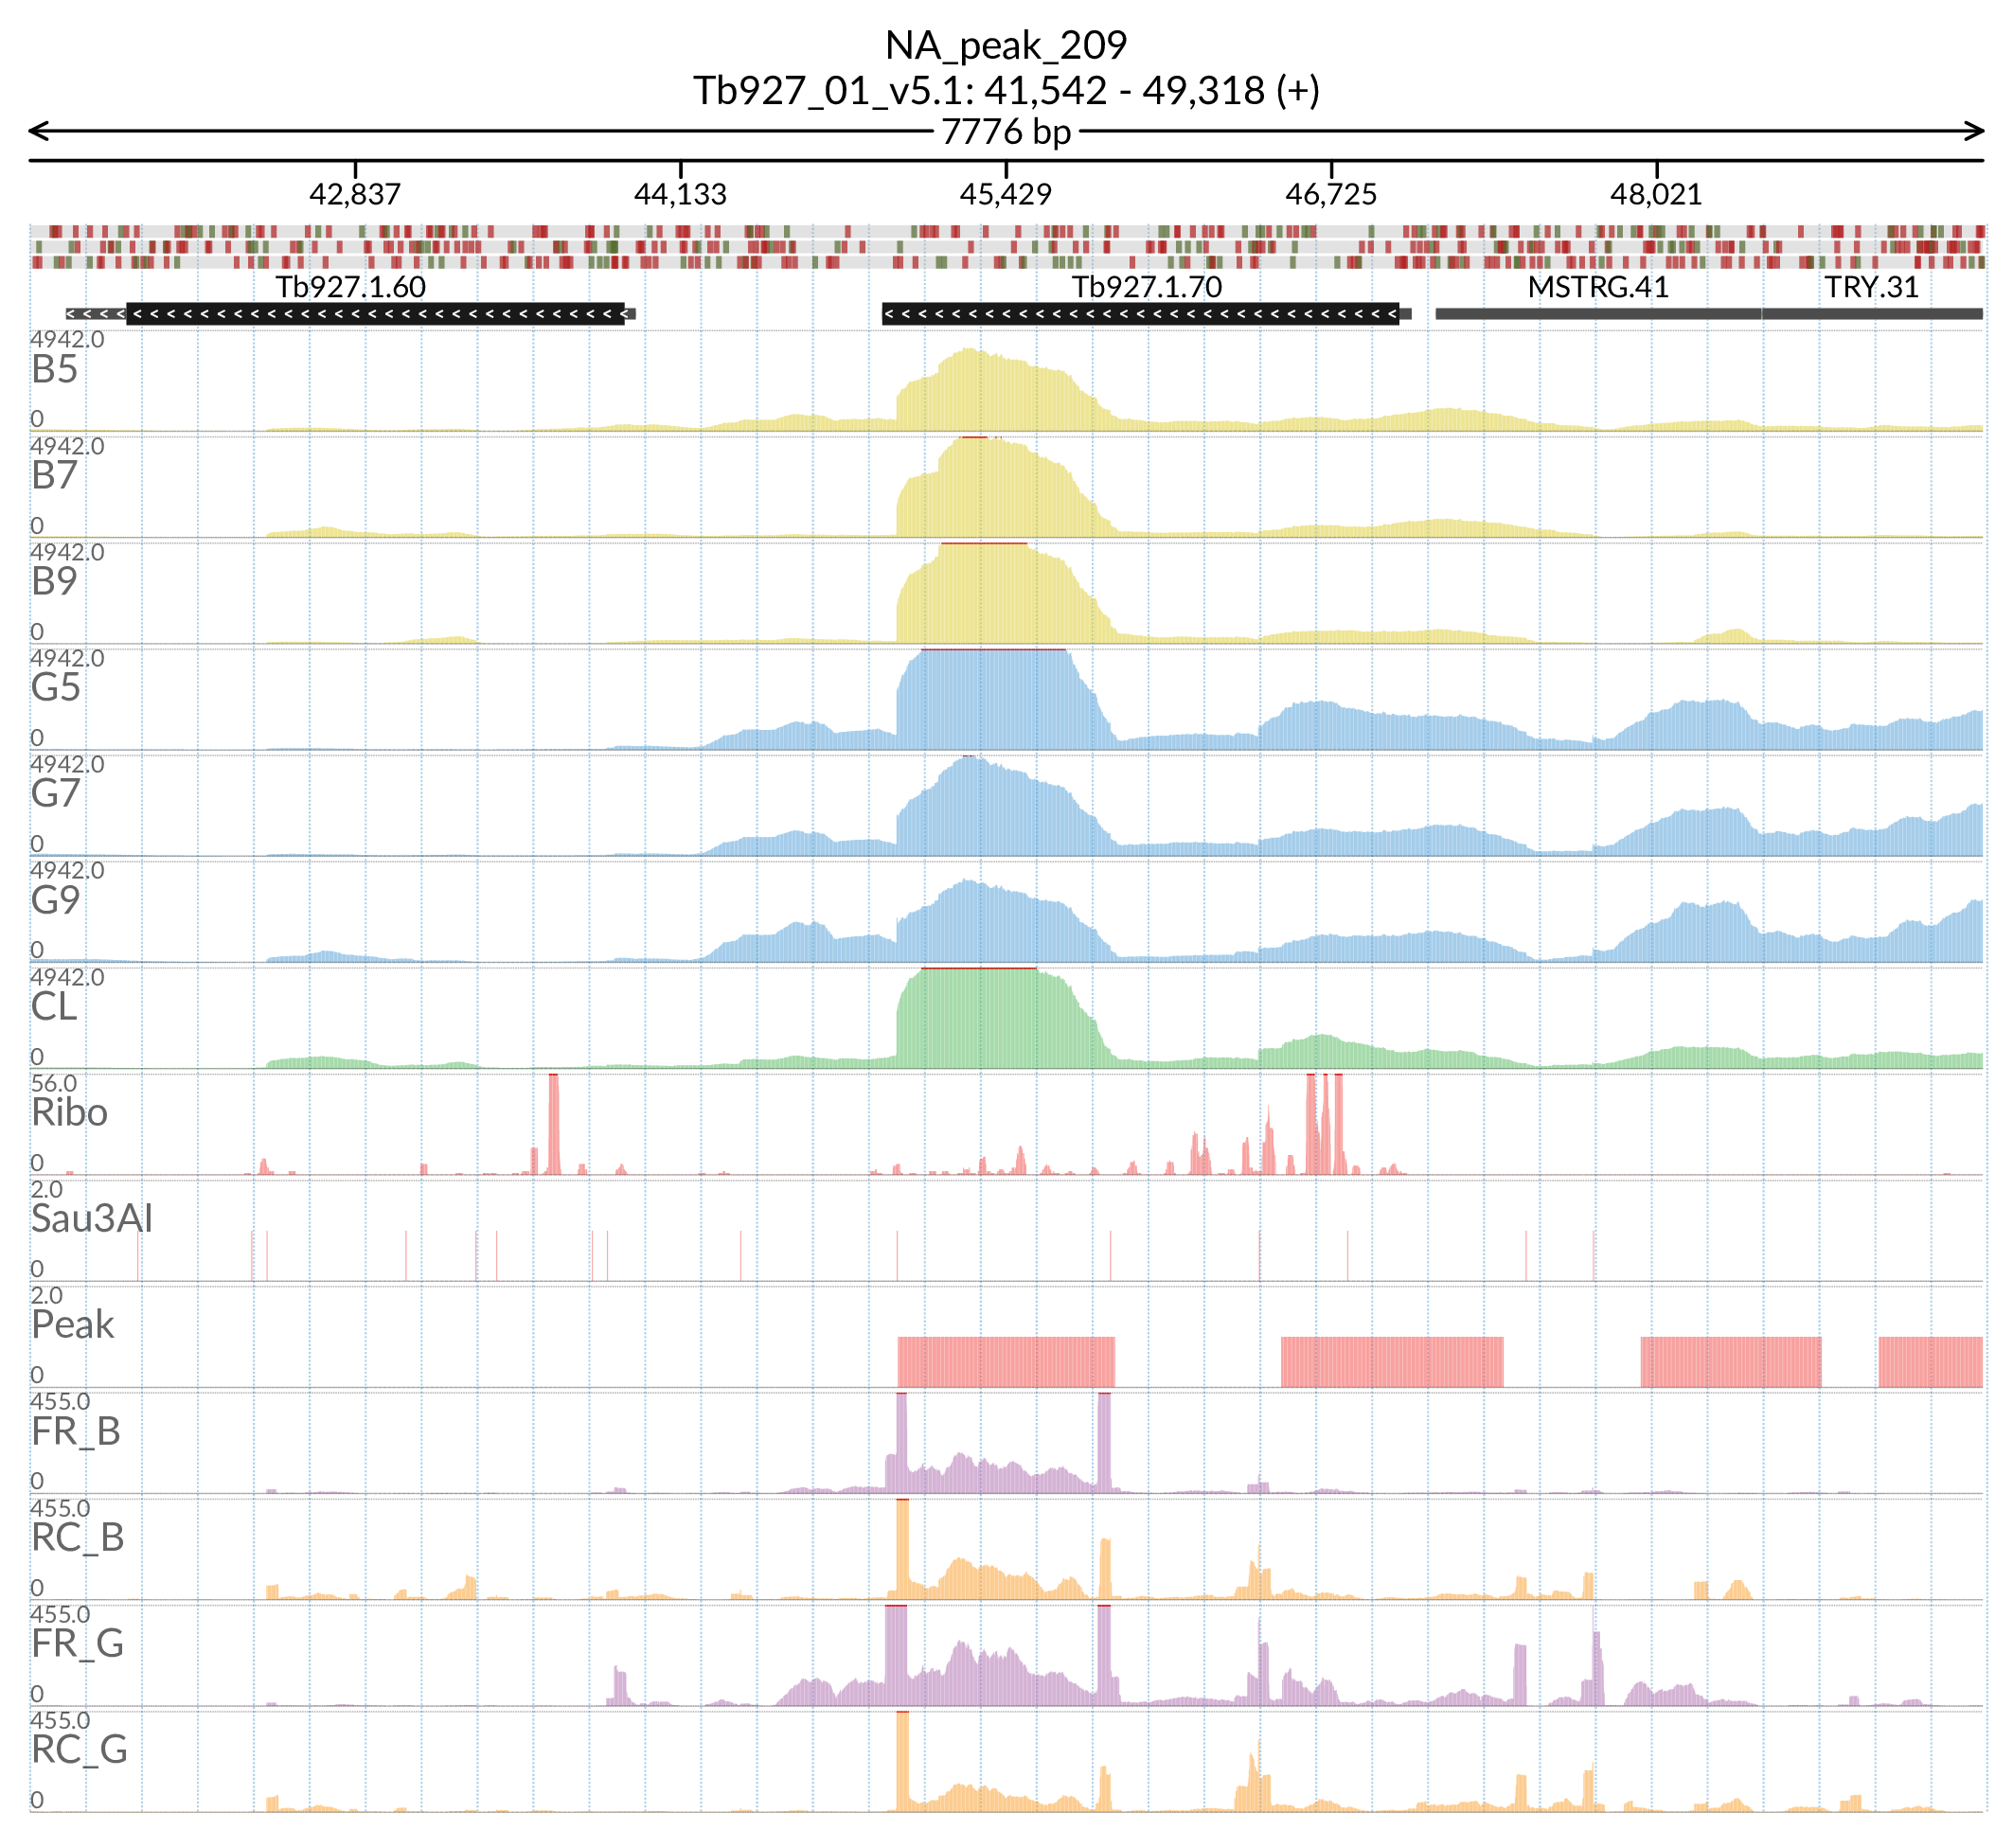 NA_peak_209
Tb927_01_v5.1: 41,542 - 49,318 (+)
7776 bp
42,837 44,133 45,429 46,725 48,021
Tb927.1.60 Tb927.1.70 MSTRG.41 TRY.31
4942.0
B5
0
4942.0
B7
0
4942.0
B9
0
4942.0
G5
0
4942.0
G7
0
4942.0
G9
0
4942.0
CL
0
56.0
Ribo
0
2.0
Sau3AI
0
2.0
Peak
0
455.0
FR_B
0
455.0
RC_B
0
455.0
FR_G
0
455.0
RC_G
0